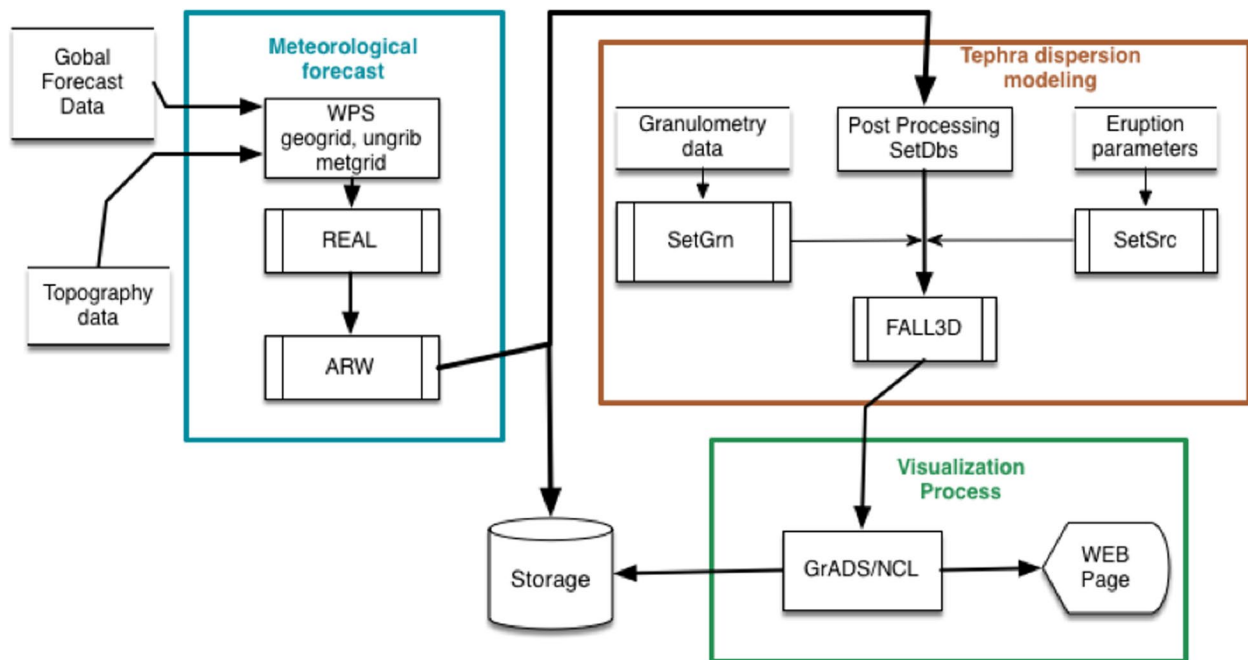 Gobal
Forecast
Data
Topography
data
Meteorological
forecast
WPS
geogrid, ungrib
metgrid
REAL
ARW
Tephra dispersion
modeling
Granulometry
data
Post Processing
SetDbs
Eruption
parameters
SetGrn
SetSrc
FALL3D
Visualization
Process
Storage
GrADS/NCL
WEB
Page